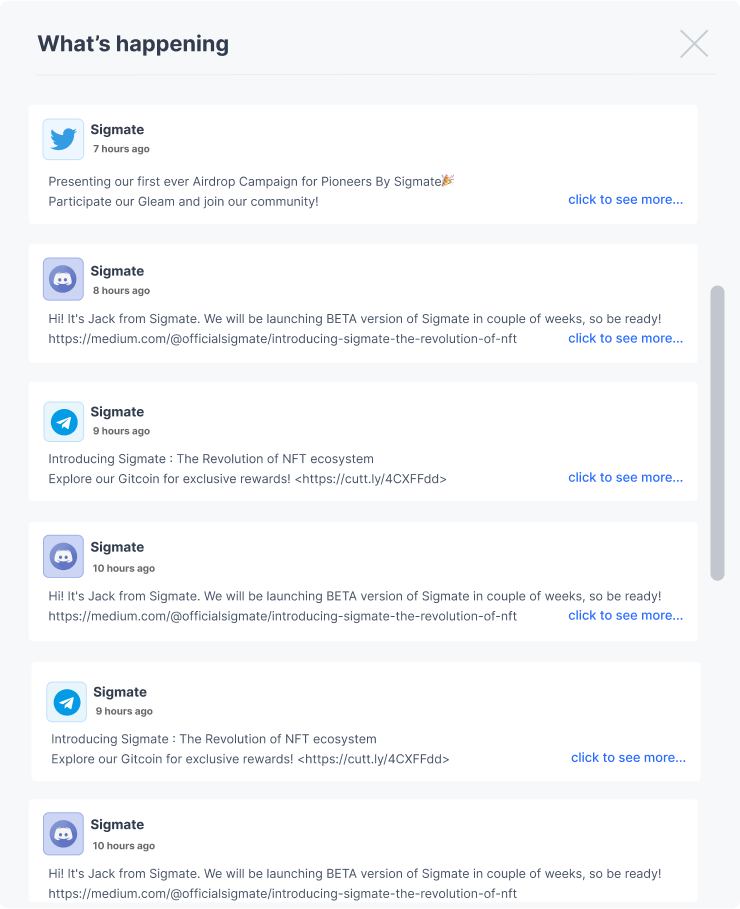 What’s happening
Sigmate
7 hours ago
Presenting our first ever Airdrop Campaign for Pioneers By Sigmate🎉
Participate our Gleam and join our community!
click to see more...
Sigmate
8 hours ago
Hi! It's Jack from Sigmate. We will be launching BETA version of Sigmate in couple of weeks, so be ready!
https://medium.com/@officialsigmate/introducing-sigmate-the-revolution-of-nft
click to see more...
Sigmate
9 hours ago
Introducing Sigmate : The Revolution of NFT ecosystem
Explore our Gitcoin for exclusive rewards! <https://cutt.ly/4CXFFdd>
click to see more...
Sigmate
10 hours ago
Hi! It's Jack from Sigmate. We will be launching BETA version of Sigmate in couple of weeks, so be ready!
https://medium.com/@officialsigmate/introducing-sigmate-the-revolution-of-nft
click to see more...
Sigmate
9 hours ago
Introducing Sigmate : The Revolution of NFT ecosystem
Explore our Gitcoin for exclusive rewards! <https://cutt.ly/4CXFFdd>
click to see more...
Sigmate
10 hours ago
Hi! It's Jack from Sigmate. We will be launching BETA version of Sigmate in couple of weeks, so be ready!
https://medium.com/@officialsigmate/introducing-sigmate-the-revolution-of-nft